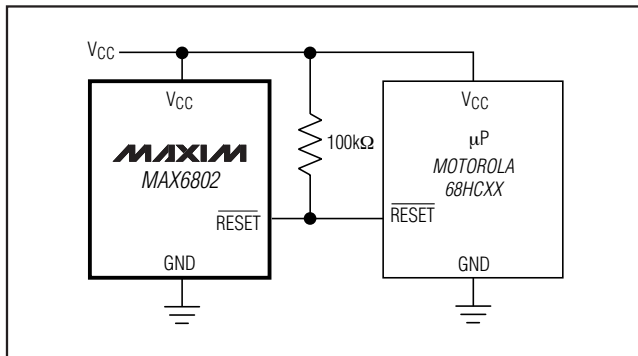 VCC
VCC
VCC
MAXIM
MAX6802
100kΩ
μP
MOTOROLA
68HCXX
RESET
RESET
GND
GND